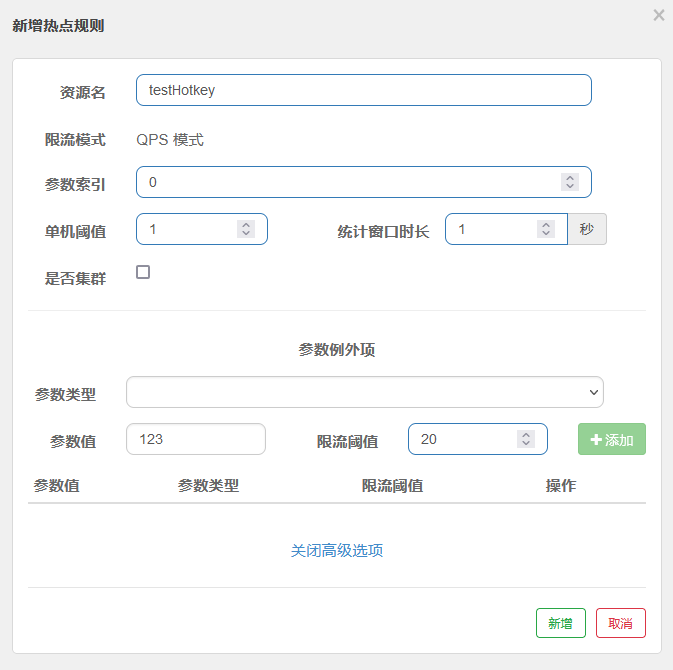 新增热点规则
×
资源名 testHotkey
限流模式 QPS 模式
参数索引 0
单机阈值 1 统计窗口时长 1 秒
是否集群
参数例外项
参数类型
参数值 123 限流阈值 20 +添加
参数值 参数类型 限流阈值 操作
关闭高级选项
新增 取消